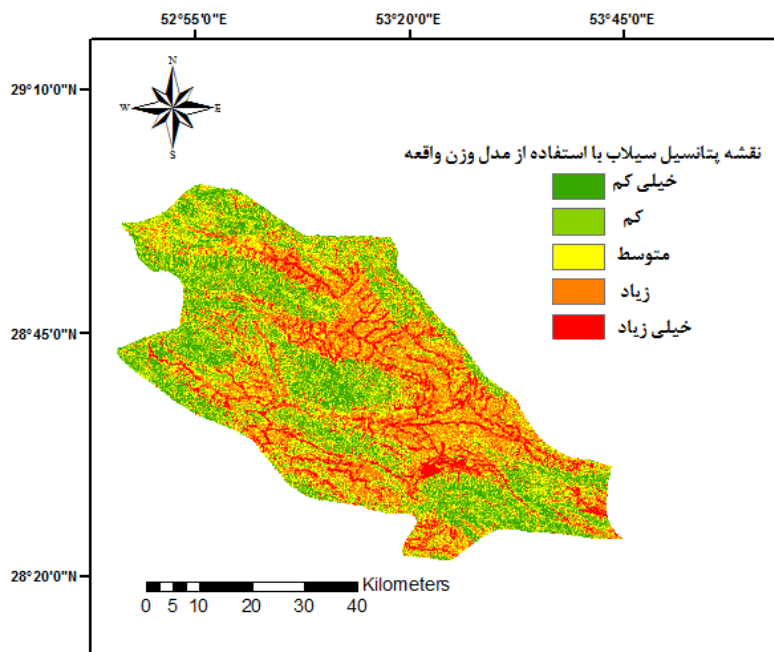 52°55'0"E 53°20'0"E 53°45'0"E
29°10'0"N
N
W E
S
نقشه پتانسیل سیلاب با استفاده از مدل وزن واقعه
خیلی کم
کم
متوسط
زیاد
خیلی زیاد
28°45'0"N
28°20'0"N
Kilometers
0 5 10 20 30 40